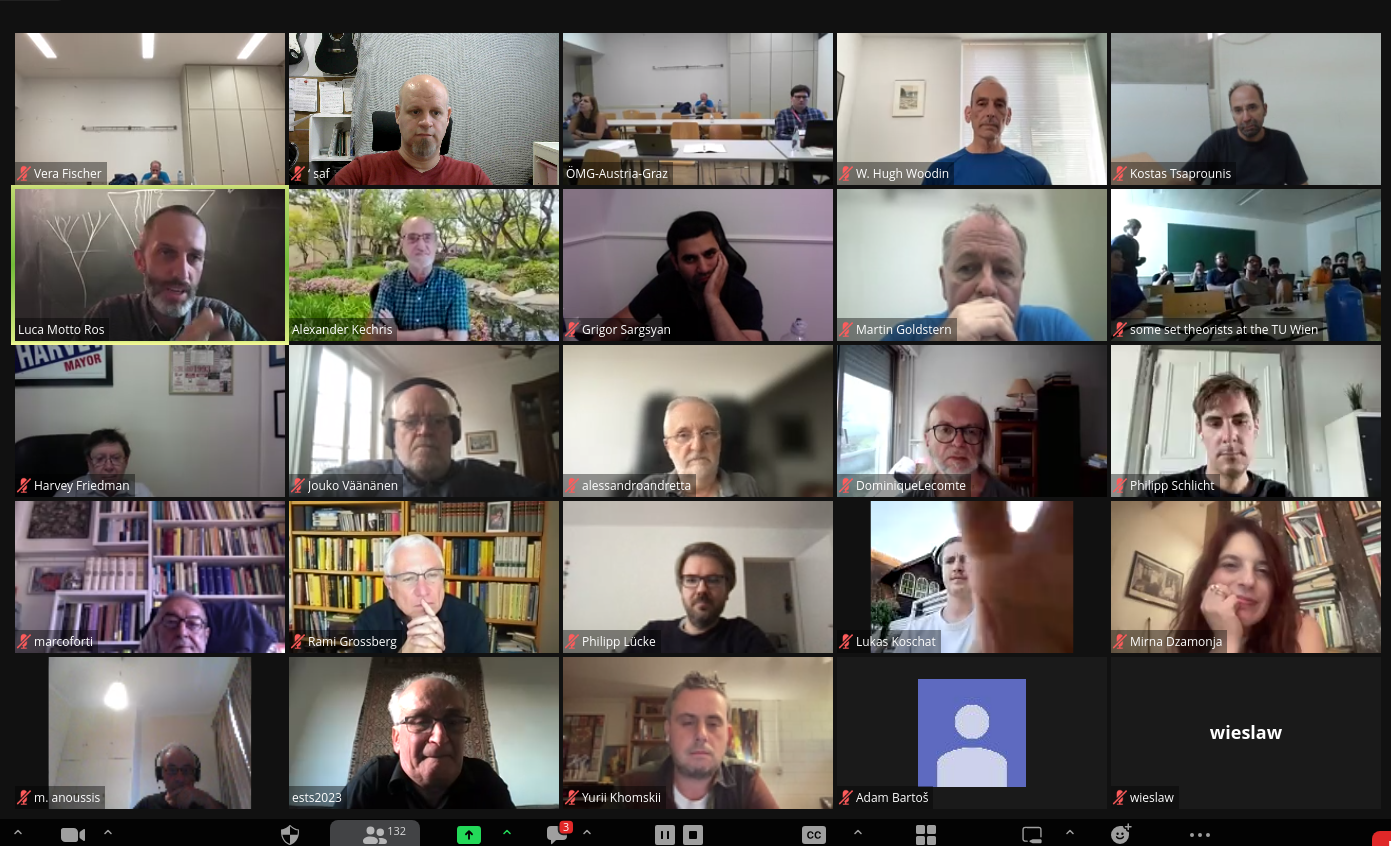 Vera Fischer
' saf
ÖMG-Austria-Graz
W. Hugh Woodin
Kostas Tsaprounis
Luca Motto Ros
Alexander Kechris
Grigor Sargsyan
Martin Goldstern
some set theorists at the TU Wien
HARVEY
MAYOR
Harvey Friedman
Jouko Väänänen
alessandroandretta
DominiqueLecomte
Philipp Schlicht
marcoforti
Rami Grossberg
Philipp Lücke
Lukas Koschat
Mirna Dzamonja
m. anoussis
ests2023
Yurii Khomskii
Adam Bartoš
wieslaw
wieslaw
132
3
CC